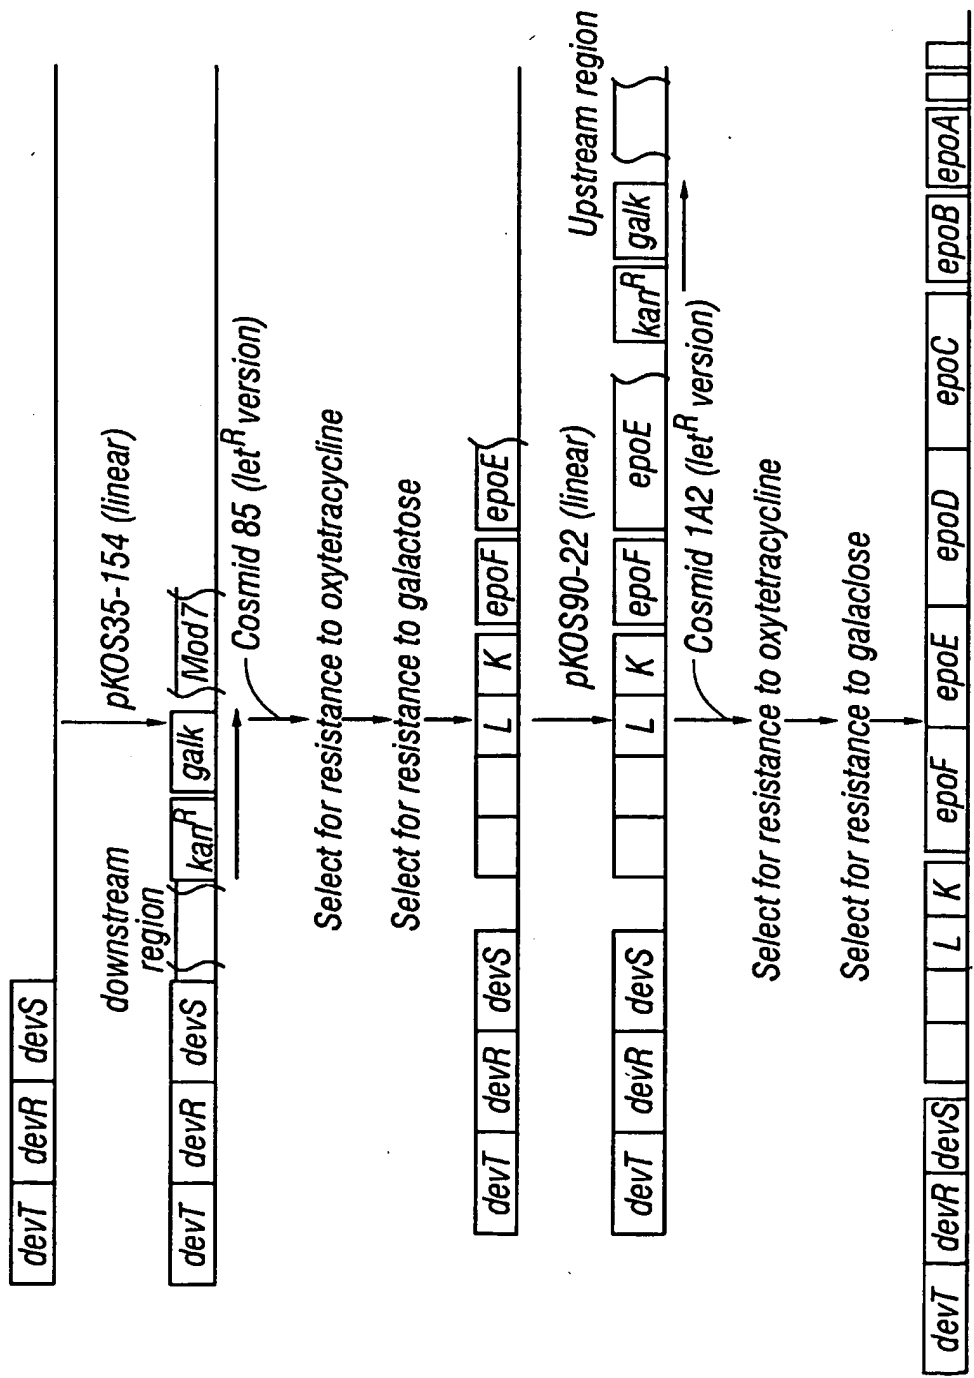 devT devR devS
pKOS35-154 (linear)
downstream region
devT devR devS kanR galk Mod7
Cosmid 85 (letR version)
Select for resistance to oxytetracycline
Select for resistance to galactose
devT devR devS L K epoF epoE
pKOS90-22 (linear)
Upstream region
devT devR devS L K epoF epoE kanR galk
Cosmid 1A2 (letR version)
Select for resistance to oxytetracycline
Select for resistance to galaclose
devT devR devS L K epoF epoE epoD epoC epoB epoA